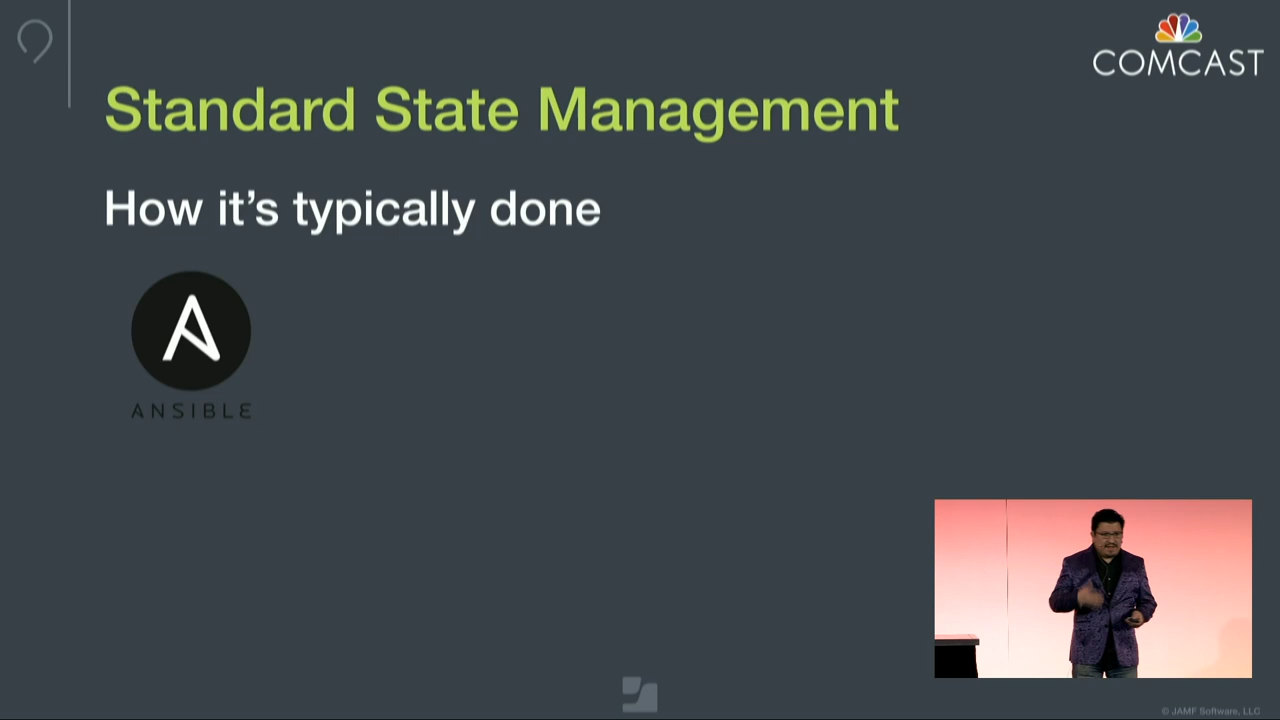 COMCAST
Standard State Management
How it's typically done
ANSIBLE
© JAMF Software, LLC